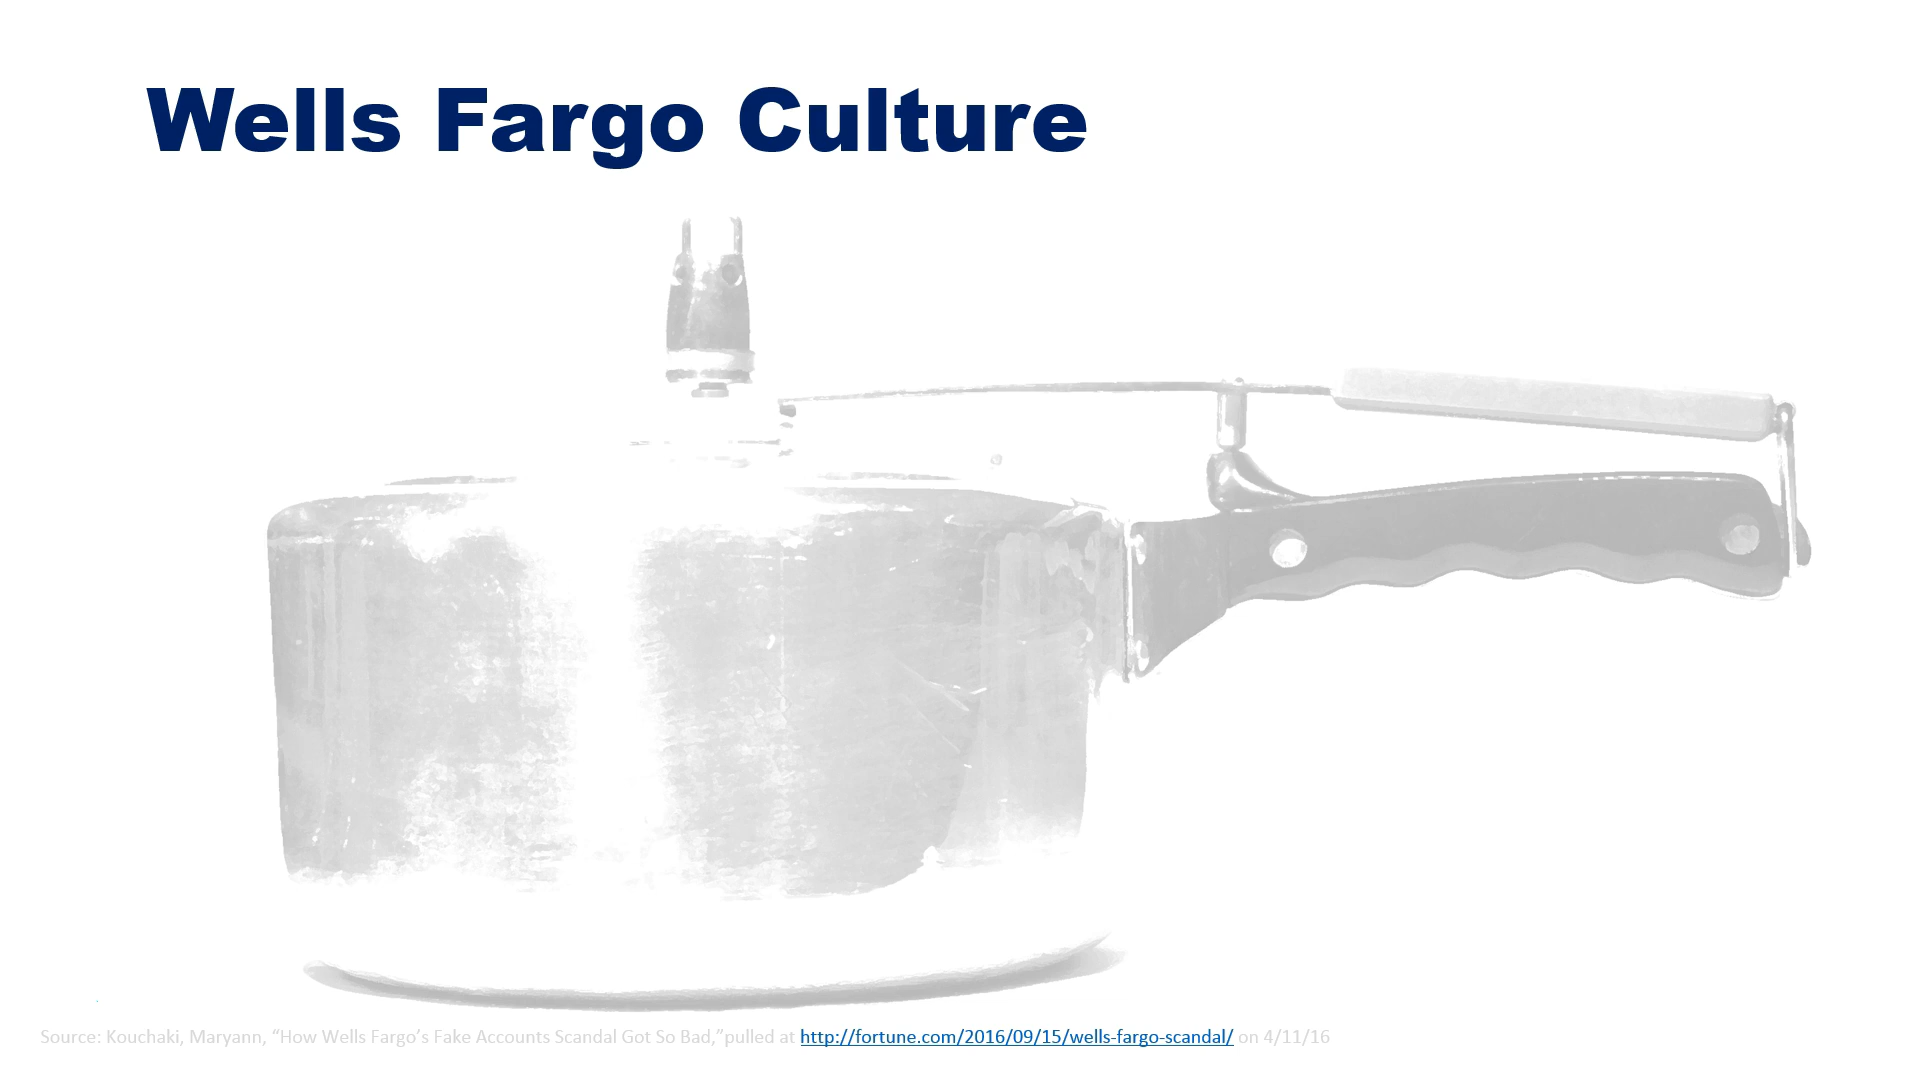 Wells Fargo Culture
Source: Kouchaki, Maryann, “How Wells Fargo’s Fake Accounts Scandal Got So Bad,”pulled at http://fortune.com/2016/09/15/wells-fargo-scandal/ on 4/11/16